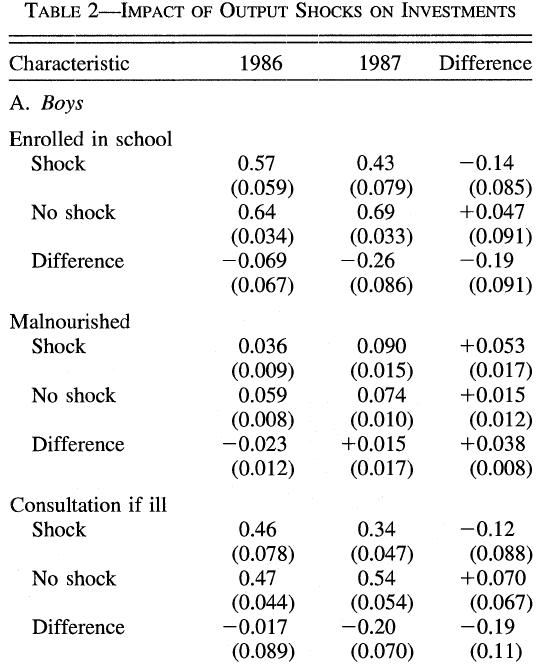 TABLE 2—IMPACT OF OUTPUT SHOCKS ON INVESTMENTS
Characteristic 1986 1987 Difference
A. Boys
Enrolled in school
Shock 0.57 0.43 −0.14
(0.059) (0.079) (0.085)
No shock 0.64 0.69 +0.047
(0.034) (0.033) (0.091)
Difference −0.069 −0.26 −0.19
(0.067) (0.086) (0.091)
Malnourished
Shock 0.036 0.090 +0.053
(0.009) (0.015) (0.017)
No shock 0.059 0.074 +0.015
(0.008) (0.010) (0.012)
Difference −0.023 +0.015 +0.038
(0.012) (0.017) (0.008)
Consultation if ill
Shock 0.46 0.34 −0.12
(0.078) (0.047) (0.088)
No shock 0.47 0.54 +0.070
(0.044) (0.054) (0.067)
Difference −0.017 −0.20 −0.19
(0.089) (0.070) (0.11)